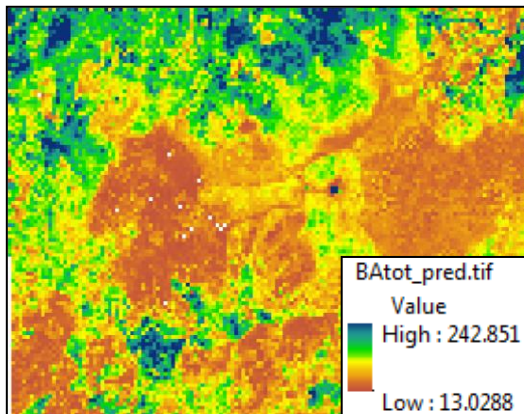 BAtot_pred.tif
Value
High : 242.851
Low : 13.0288